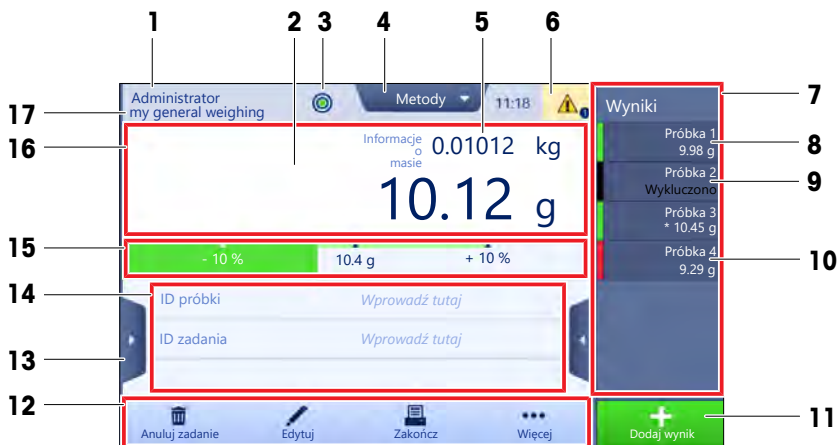 1
2
3
4
5
6
Administrator
my general weighing
Metody
11:18
Wyniki
7
17
16
Informacje
o
masie
0.01012 kg
10.12 g
Próbka 1
9.98 g
8
Próbka 2
Wykluczono
9
Próbka 3
* 10.45 g
Próbka 4
9.29 g
10
15
- 10 %
10.4 g
+ 10 %
14
ID próbki
Wprowadź tutaj
ID zadania
Wprowadź tutaj
13
12
Anuluj zadanie
Edytuj
Zakończ
Więcej
Dodaj wynik
11